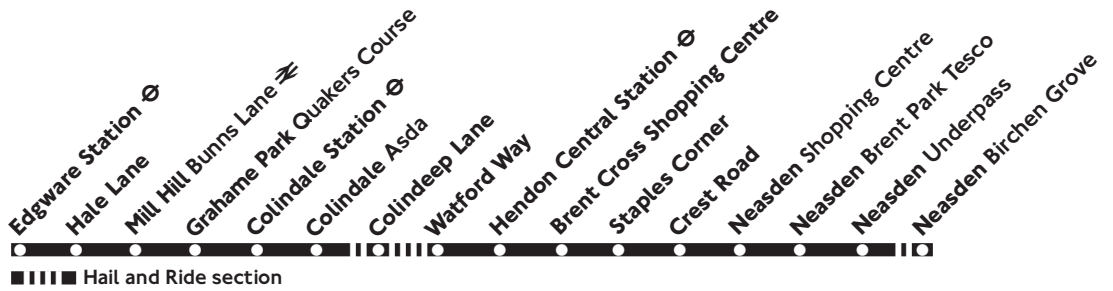 Edgware Station
Hale Lane
Mill Hill Bunns Lane
Grahame Park Quakers Course
Colindale Station
Colindale Asda
Colindeep Lane
Watford Way
Hendon Central Station
Brent Cross Shopping Centre
Staples Corner
Crest Road
Neasden Shopping Centre
Neasden Brent Park Tesco
Neasden Underpass
Neasden Birchen Grove
Hail and Ride section